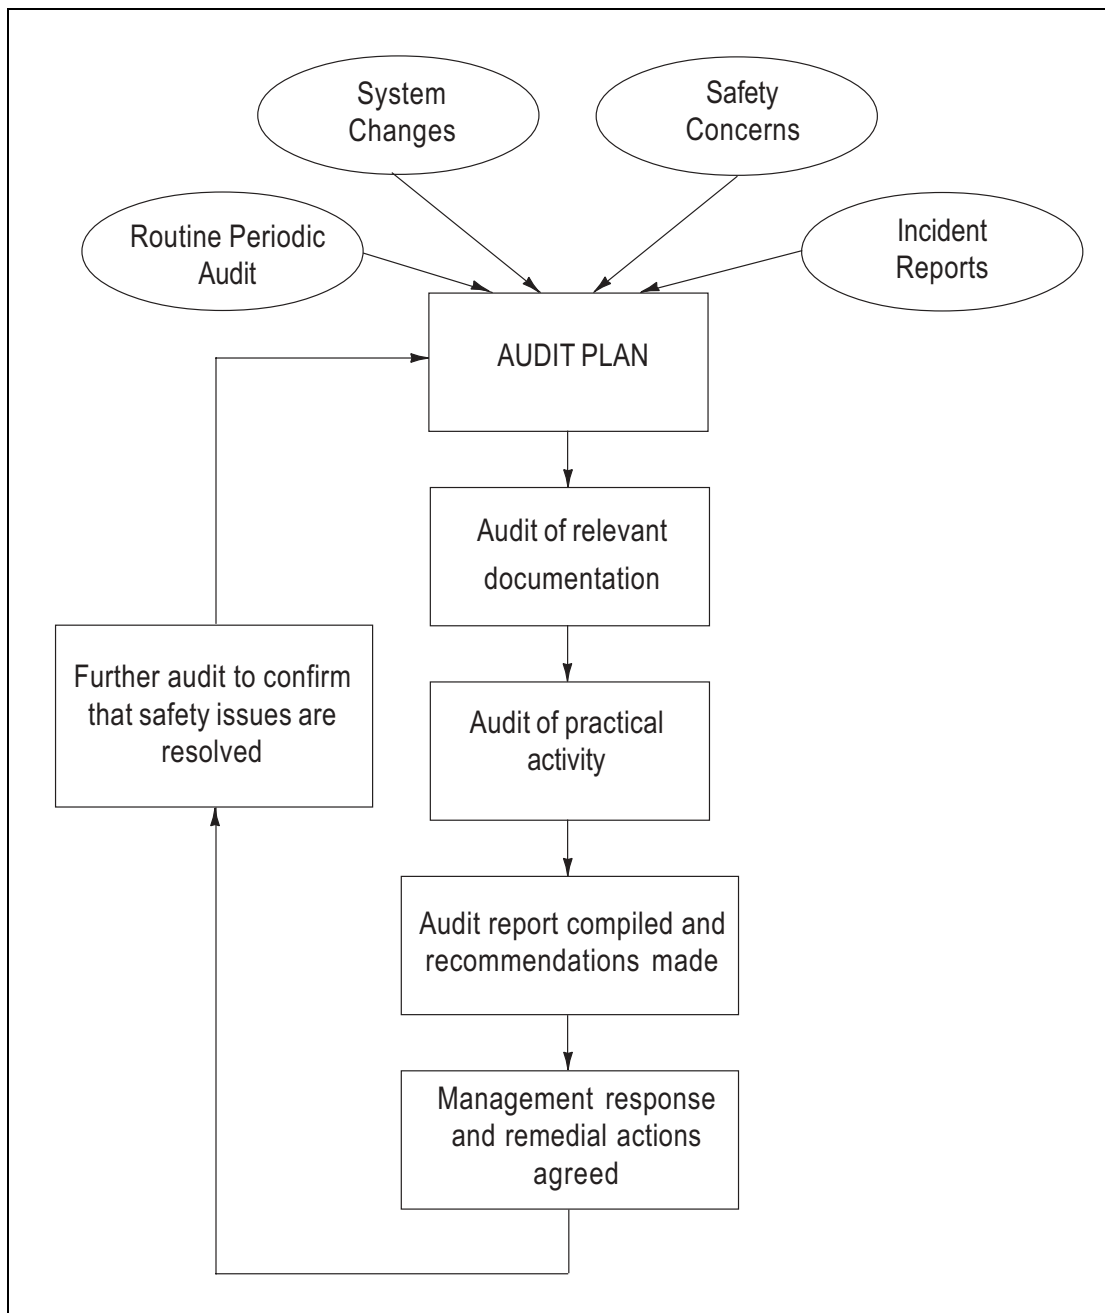 System
Changes
Safety
Concerns
Routine Periodic
Audit
Incident
Reports
AUDIT PLAN
Audit of relevant
documentation
Further audit to confirm
that safety issues are
resolved
Audit of practical
activity
Audit report compiled and
recommendations made
Management response
and remedial actions
agreed